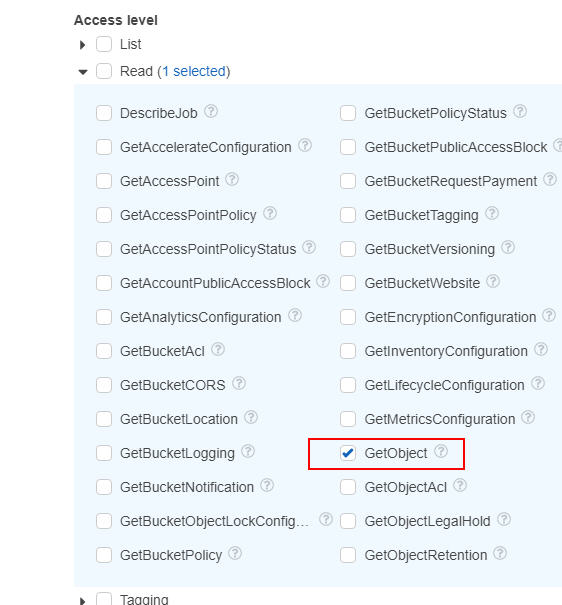 Access level
List
Read (1 selected)
DescribeJob
GetBucketPolicyStatus
GetAccelerateConfiguration
GetBucketPublicAccessBlock
GetAccessPoint
GetBucketRequestPayment
GetAccessPointPolicy
GetBucketTagging
GetAccessPointPolicyStatus
GetBucketVersioning
GetAccountPublicAccessBlock
GetBucketWebsite
GetAnalyticsConfiguration
GetEncryptionConfiguration
GetBucketAcl
GetInventoryConfiguration
GetBucketCORS
GetLifecycleConfiguration
GetBucketLocation
GetMetricsConfiguration
GetBucketLogging
GetObject
GetBucketNotification
GetObjectAcl
GetBucketObjectLockConfig...
GetObjectLegalHold
GetBucketPolicy
GetObjectRetention
Tagging